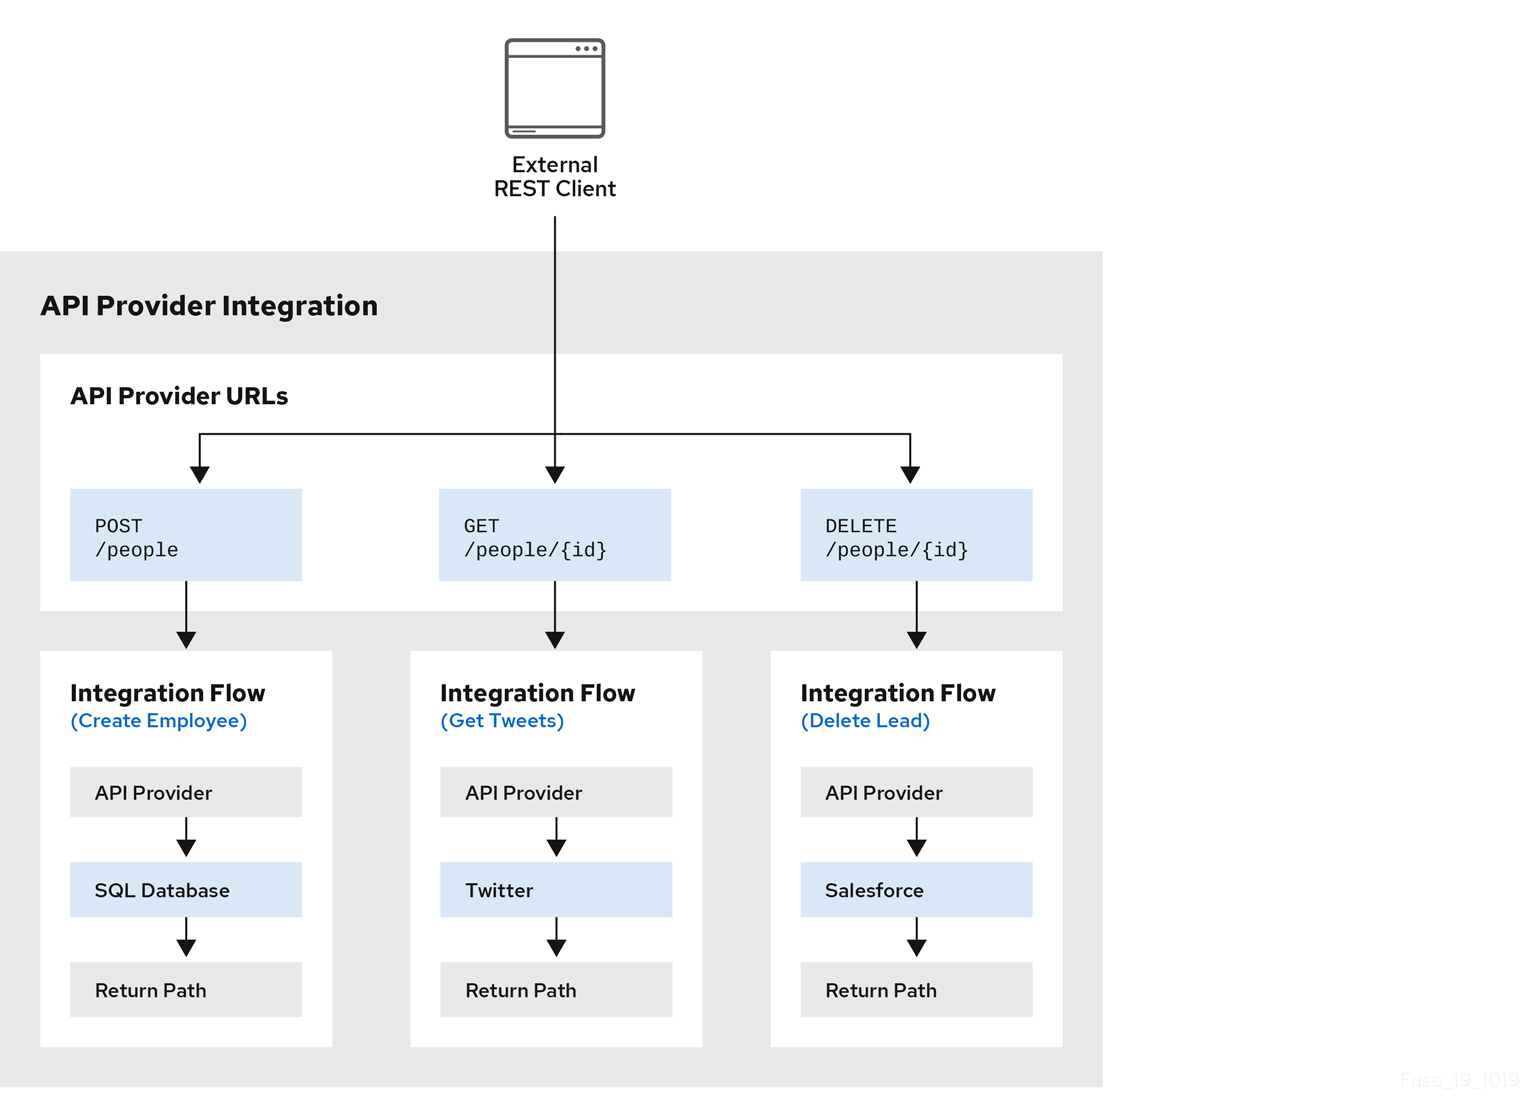 External
REST Client
API Provider Integration
API Provider URLs
POST
/people
GET
/people/{id}
DELETE
/people/{id}
Integration Flow
(Create Employee)
API Provider
SQL Database
Return Path
Integration Flow
(Get Tweets)
API Provider
Twitter
Return Path
Integration Flow
(Delete Lead)
API Provider
Salesforce
Return Path
Fuse_19_1019